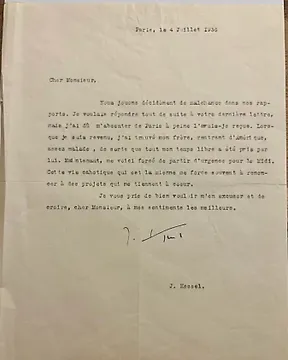 Paris, le 4 Juillet 1936
Cher Monsieur,
Nous jouons décidément de malchance dans nos rap-
ports. Je voulais répondre tout de suite à votre dernière lettre,
mais j'ai dû m'absenter de Paris à peine l'avais-je reçue. Lors-
que je suis revenu, j'ai trouvé mon frère, rentrant d'Amérique,
assez malade, de sorte que tout mon temps libre a été pris par
lui. Maintenant, me voici forcé de partir d'urgence pour le Midi.
Cette vie cahotique qui est la mienne me force souvent à renon-
cer à des projets qui me tiennent à coeur.
Je vous prie de bien vouloir m'en excuser et de
croire, cher Monsieur, à mes sentiments les meilleurs.
J. Kessel.